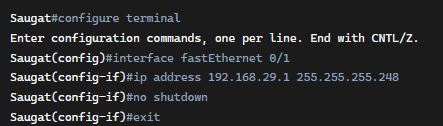 Saugat#configure terminal
Enter configuration commands, one per line. End with CNTL/Z.
Saugat(config)#interface fastEthernet 0/1
Saugat(config-if)#ip address 192.168.29.1 255.255.255.248
Saugat(config-if)#no shutdown
Saugat(config-if)#exit